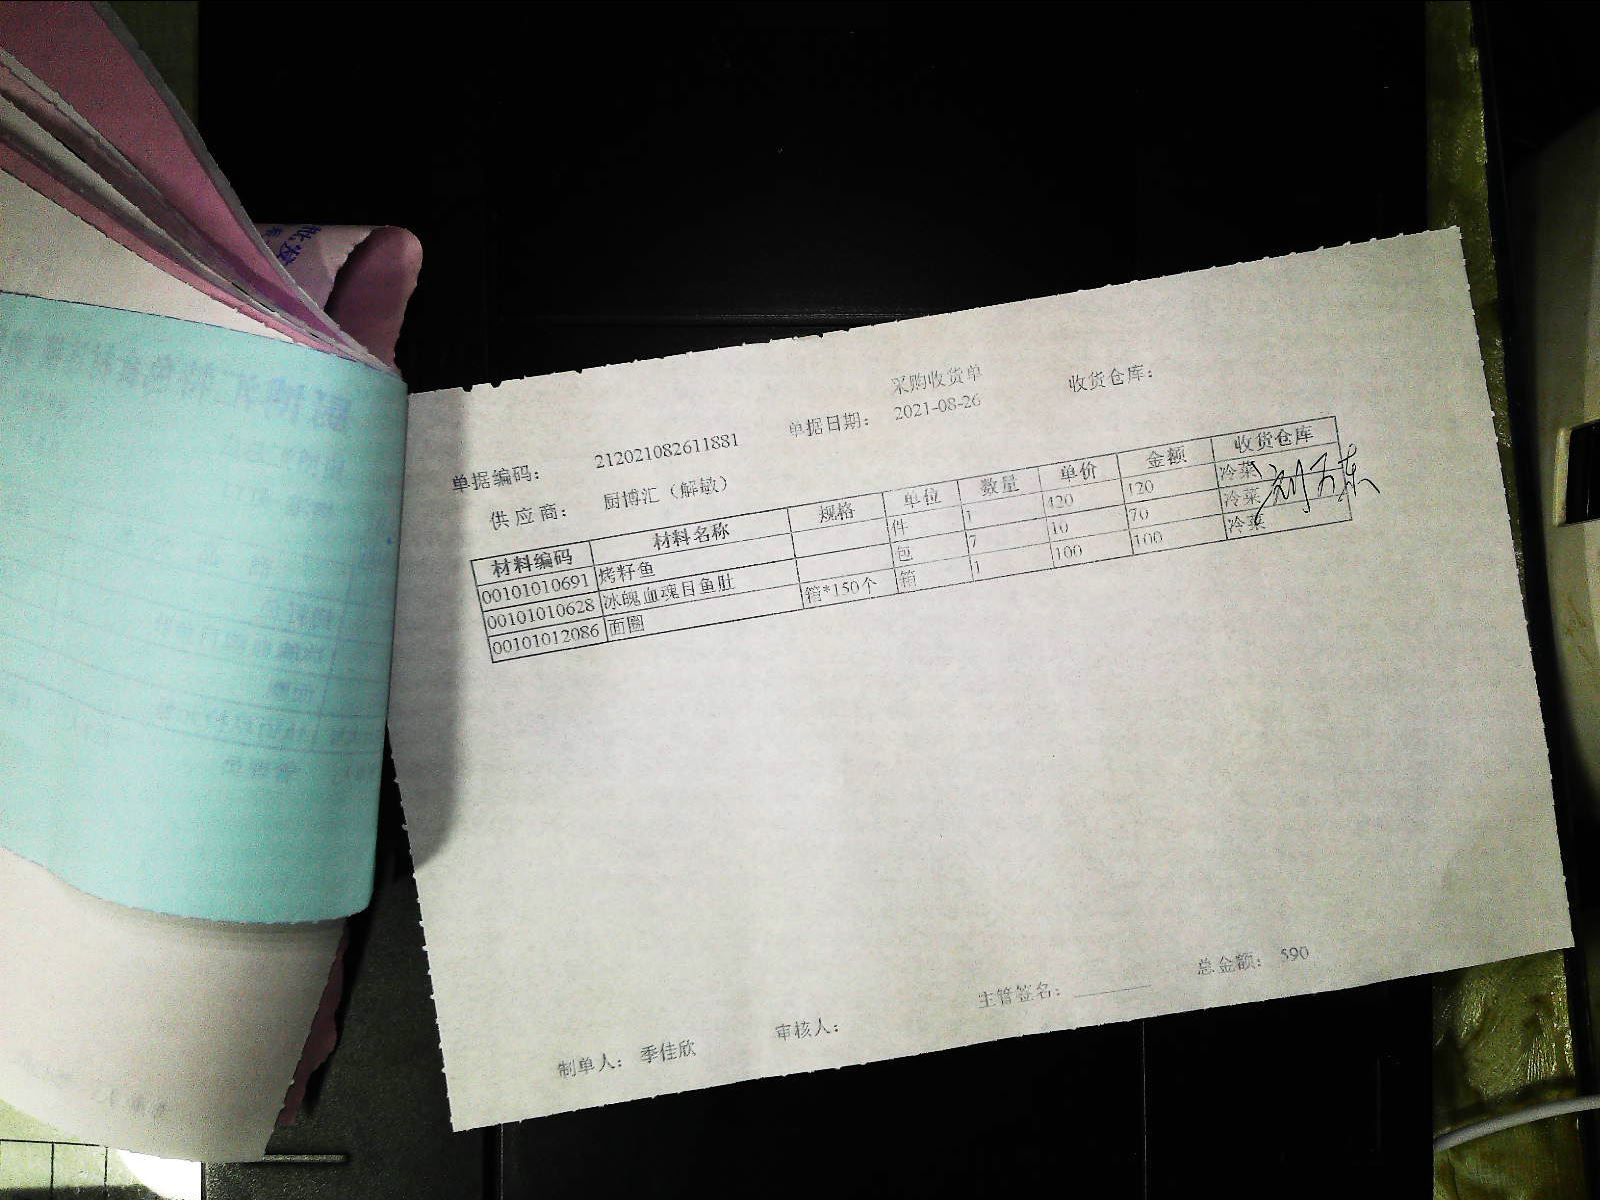 采购收货单
单据编码： 212021082611881 单据日期： 2021-08-26 收货仓库：
供应商： 厨博汇（解敏）
材料编码 材料名称 规格 单位 数量 单价 金额 收货仓库
00101010691 烤籽鱼 件 1 420 420 冷菜
00101010628 冰魄血魂目鱼肚 包 7 10 70 冷菜
00101012086 面圈 箱*150个 箱 1 100 100 冷菜
总金额： 590
制单人： 季佳欣 审核人： 主管签名：